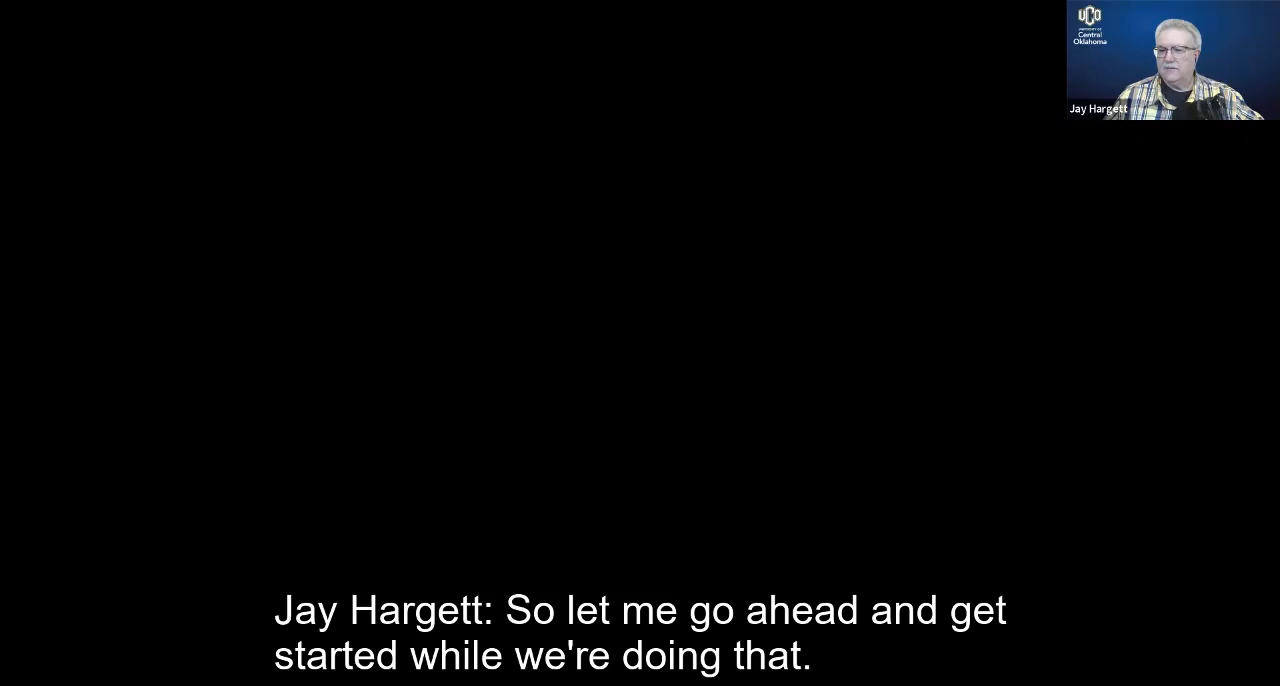 UCO
UNIVERSITY OF
Central
Oklahoma
Jay Hargett
Jay Hargett: So let me go ahead and get
started while we're doing that.